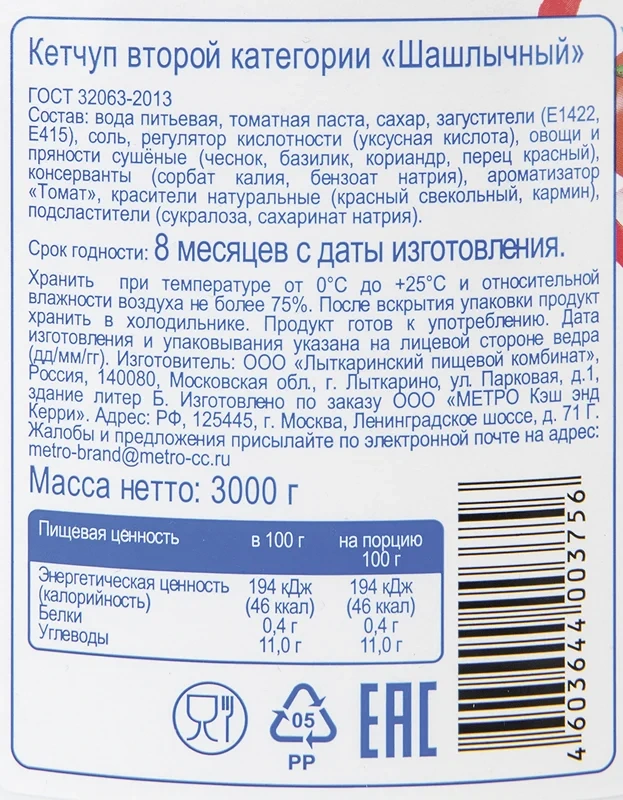 Кетчуп второй категории «Шашлычный»
ГОСТ 32063-2013
Состав: вода питьевая, томатная паста, сахар, загустители (Е1422,
Е415), соль, регулятор кислотности (уксусная кислота), овощи и
пряности сушёные (чеснок, базилик, кориандр, перец красный),
консерванты (сорбат калия, бензоат натрия), ароматизатор
«Томат», красители натуральные (красный свекольный, кармин),
подсластители (сукралоза, сахаринат натрия).
Срок годности: 8 месяцев с даты изготовления.
Хранить при температуре от 0°С до +25°С и относительной
влажности воздуха не более 75%. После вскрытия упаковки продукт
хранить в холодильнике. Продукт готов к употреблению. Дата
изготовления и упаковывания указана на лицевой стороне ведра
(дд/мм/гг). Изготовитель: ООО «Лыткаринский пищевой комбинат»,
Россия, 140080, Московская обл., г. Лыткарино, ул. Парковая, д.1,
здание литер Б. Изготовлено по заказу ООО «МЕТРО Кэш энд
Керри». Адрес: РФ, 125445, г. Москва, Ленинградское шоссе, д. 71 Г.
Жалобы и предложения присылайте по электронной почте на адрес:
metro-brand@metro-cc.ru
Масса нетто: 3000 г
Пищевая ценность в 100 г на порцию
100 г
Энергетическая ценность 194 кДж 194 кДж
(калорийность) (46 ккал) (46 ккал)
Белки 0,4 г 0,4 г
Углеводы 11,0 г 11,0 г
05
PP
EAC
4 603644 003756